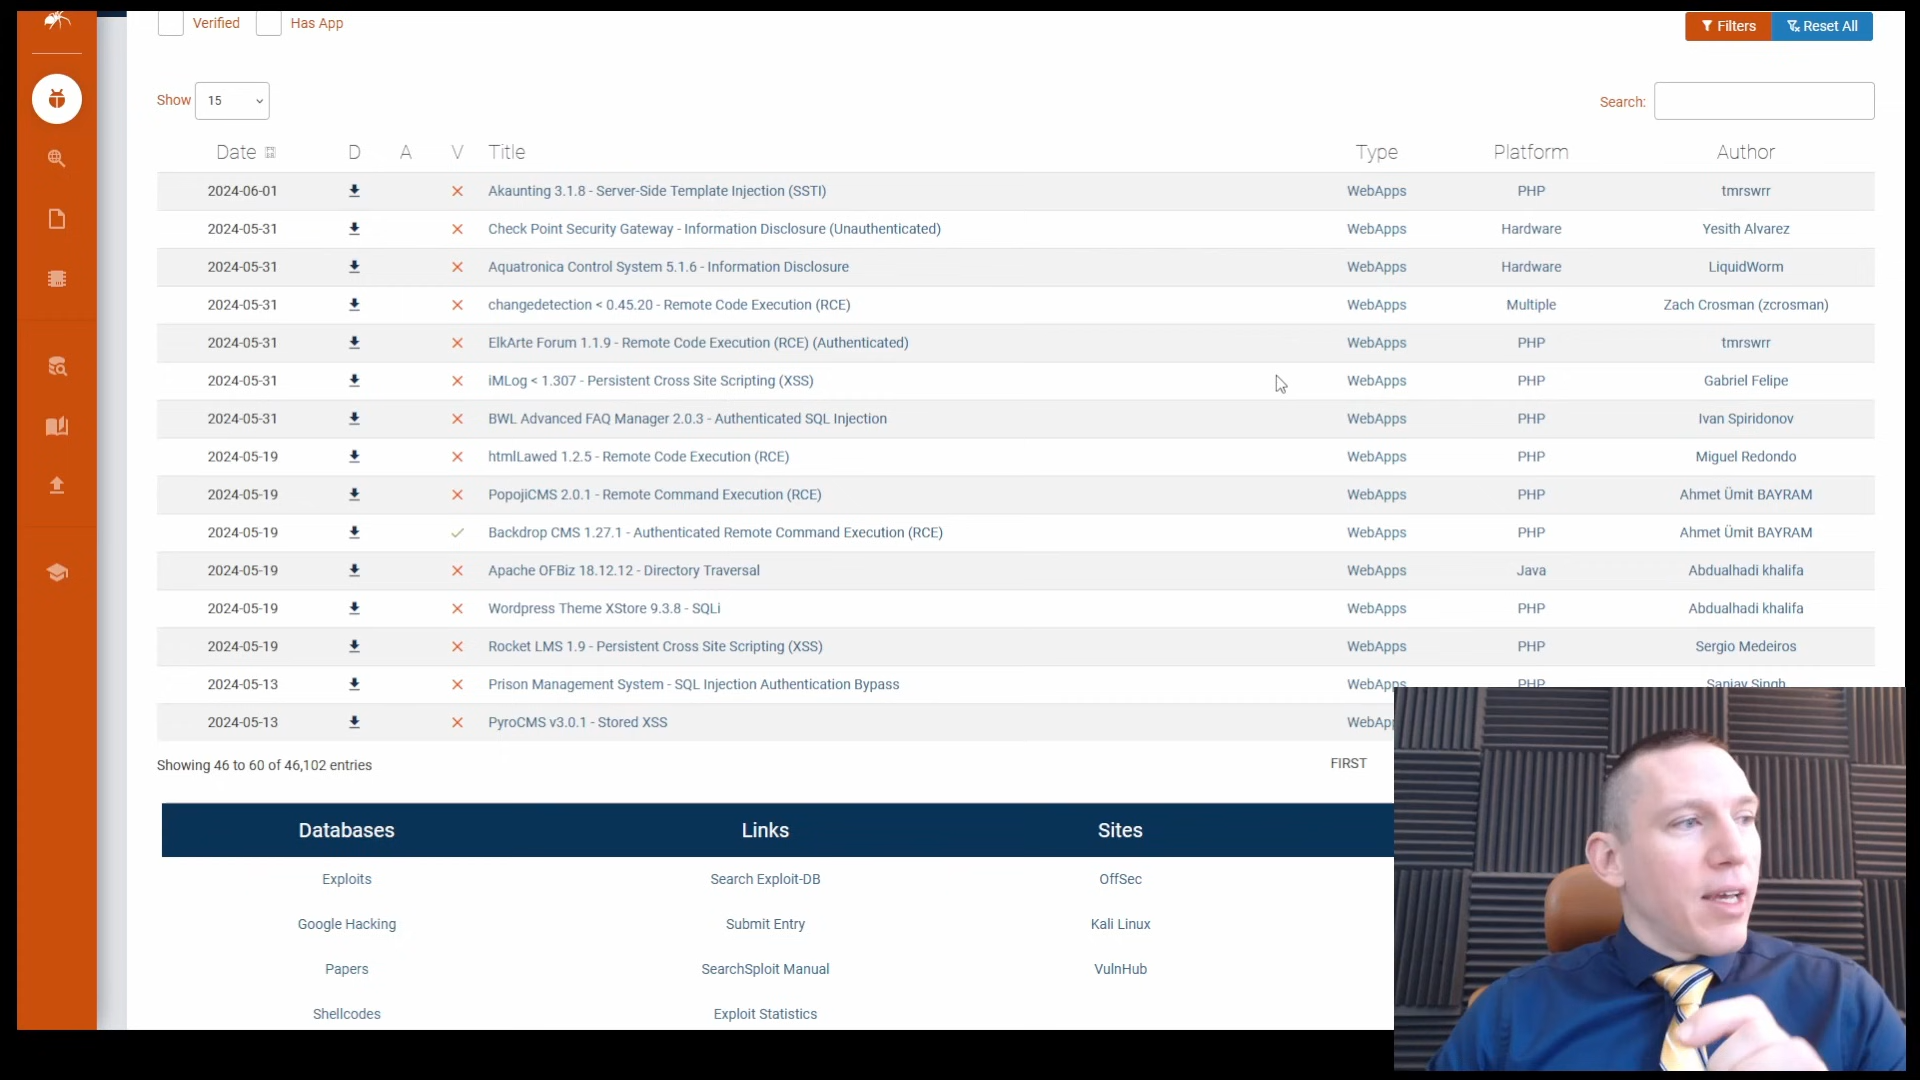 Verified Has App Filters Reset All
Show 15 Search:
Date D A V Title Type Platform Author
2024-06-01 Akaunting 3.1.8 - Server-Side Template Injection (SSTI) WebApps PHP tmrswrr
2024-05-31 Check Point Security Gateway - Information Disclosure (Unauthenticated) WebApps Hardware Yesith Alvarez
2024-05-31 Aquatronica Control System 5.1.6 - Information Disclosure WebApps Hardware LiquidWorm
2024-05-31 changedetection < 0.45.20 - Remote Code Execution (RCE) WebApps Multiple Zach Crosman (zcrosman)
2024-05-31 ElkArte Forum 1.1.9 - Remote Code Execution (RCE) (Authenticated) WebApps PHP tmrswrr
2024-05-31 iMLog < 1.307 - Persistent Cross Site Scripting (XSS) WebApps PHP Gabriel Felipe
2024-05-31 BWL Advanced FAQ Manager 2.0.3 - Authenticated SQL Injection WebApps PHP Ivan Spiridonov
2024-05-19 htmlLawed 1.2.5 - Remote Code Execution (RCE) WebApps PHP Miguel Redondo
2024-05-19 PopojiCMS 2.0.1 - Remote Command Execution (RCE) WebApps PHP Ahmet Ümit BAYRAM
2024-05-19 Backdrop CMS 1.27.1 - Authenticated Remote Command Execution (RCE) WebApps PHP Ahmet Ümit BAYRAM
2024-05-19 Apache OFBiz 18.12.12 - Directory Traversal WebApps Java Abdualhadi khalifa
2024-05-19 Wordpress Theme XStore 9.3.8 - SQLi WebApps PHP Abdualhadi khalifa
2024-05-19 Rocket LMS 1.9 - Persistent Cross Site Scripting (XSS) WebApps PHP Sergio Medeiros
2024-05-13 Prison Management System - SQL Injection Authentication Bypass WebApps PHP Sanjay Singh
2024-05-13 PyroCMS v3.0.1 - Stored XSS WebApp
Showing 46 to 60 of 46,102 entries FIRST
Databases Links Sites
Exploits Search Exploit-DB OffSec
Google Hacking Submit Entry Kali Linux
Papers SearchSploit Manual VulnHub
Shellcodes Exploit Statistics